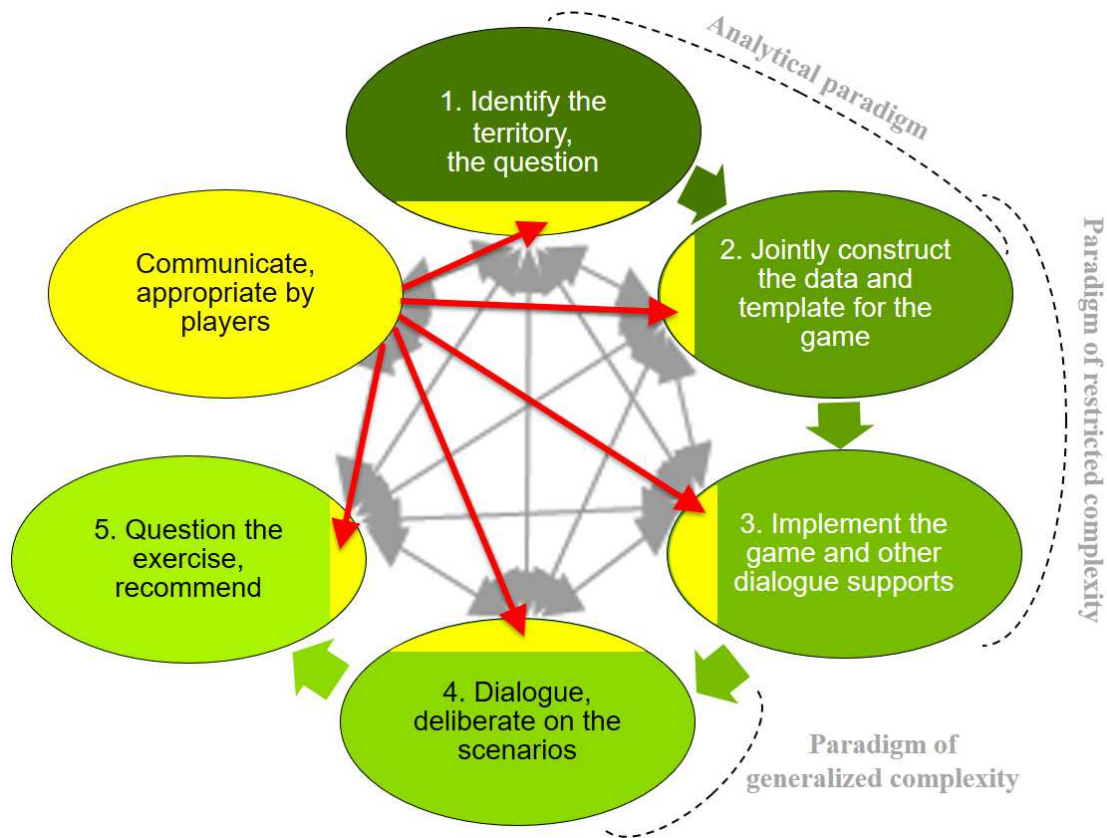 1. Identify the
territory,
the question
Analytical paradigm
2. Jointly construct
the data and
template for the
game
Paradigm of restricted complexity
3. Implement the
game and other
dialogue supports
Paradigm of
generalized complexity
4. Dialogue,
deliberate on the
scenarios
5. Question the
exercise,
recommend
Communicate,
appropriate by
players